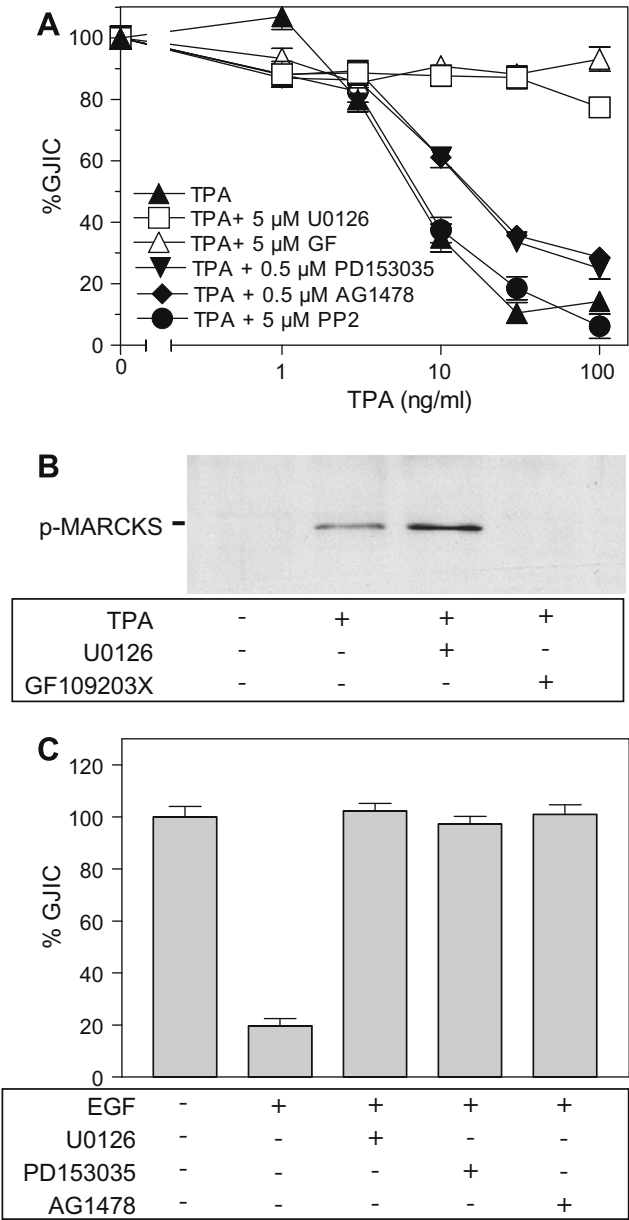 A
100
80
60
40
20
0
%GJIC
TPA
TPA+ 5 µM U0126
TPA+ 5 µM GF
TPA + 0.5 µM PD153035
TPA + 0.5 µM AG1478
TPA + 5 µM PP2
0 1 10 100
TPA (ng/ml)
B
p-MARCKS
TPA - + + +
U0126 - - + -
GF109203X - - - +
C
120
100
80
60
40
20
0
% GJIC
EGF - + + + +
U0126 - - + - -
PD153035 - - - + -
AG1478 - - - - +